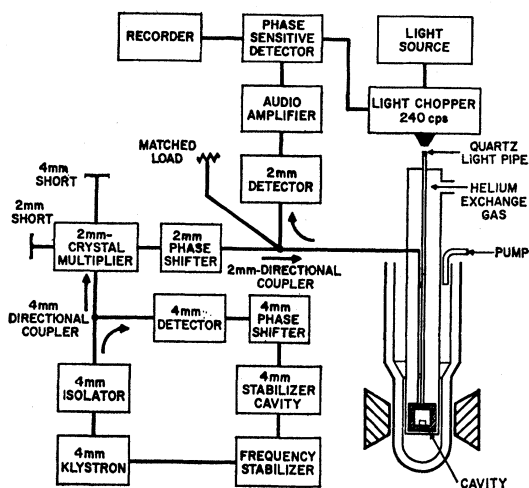 RECORDER
PHASE
SENSITIVE
DETECTOR
LIGHT
SOURCE
AUDIO
AMPLIFIER
LIGHT CHOPPER
240 cps
MATCHED
LOAD
QUARTZ
LIGHT PIPE
4mm
SHORT
2mm
DETECTOR
HELIUM
EXCHANGE
GAS
2mm
SHORT
2mm-
CRYSTAL
MULTIPLIER
2mm
PHASE
SHIFTER
2mm-DIRECTIONAL
COUPLER
PUMP
4mm
DIRECTIONAL
COUPLER
4mm
DETECTOR
4mm
PHASE
SHIFTER
4mm
ISOLATOR
4mm
STABILIZER
CAVITY
4mm
KLYSTRON
FREQUENCY
STABILIZER
CAVITY